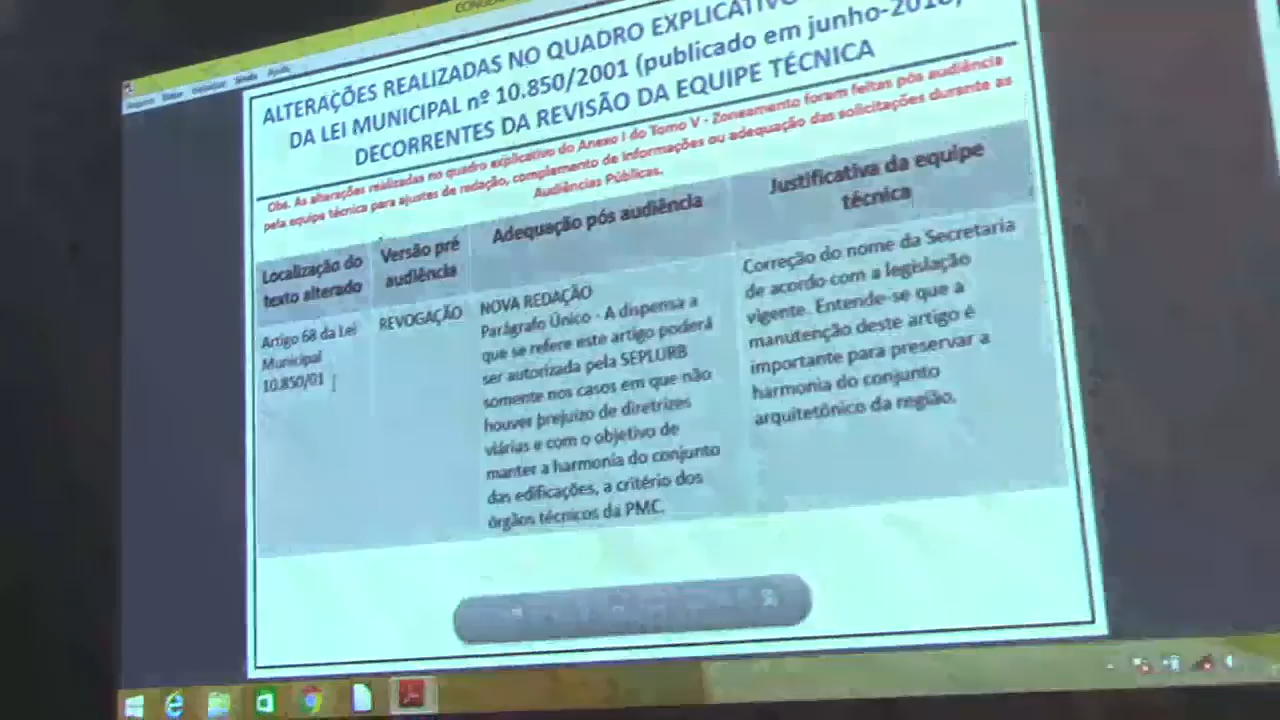 ALTERAÇÕES REALIZADAS NO QUADRO EXPLICATIVO
DA LEI MUNICIPAL nº 10.850/2001 (publicado em junho-2018)
DECORRENTES DA REVISÃO DA EQUIPE TÉCNICA
Obs. As alterações realizadas no quadro explicativo do Anexo I do Tomo V - Zoneamento foram feitas pós audiência
pela equipe técnica para ajustes de redação, complemento de informações ou adequação das solicitações durante as
Audiências Públicas.
Localização do
texto alterado
Versão pré
audiência
Adequação pós audiência
Justificativa da equipe
técnica
Artigo 68 da Lei
Municipal
10.850/01
REVOGAÇÃO
NOVA REDAÇÃO
Parágrafo Único - A dispensa a
que se refere este artigo poderá
ser autorizada pela SEPLURB
somente nos casos em que não
houver prejuízo de diretrizes
viárias e com o objetivo de
manter a harmonia do conjunto
das edificações, a critério dos
órgãos técnicos da PMC.
Correção do nome da Secretaria
de acordo com a legislação
vigente. Entende-se que a
manutenção deste artigo é
importante para preservar a
harmonia do conjunto
arquitetônico da região.